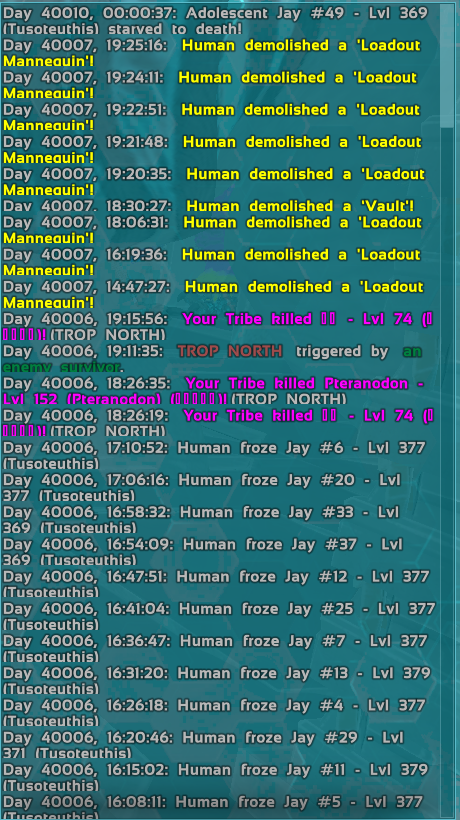 Day 40010, 00:00:37: Adolescent Jay #49 - Lvl 369
(Tusoteuthis) starved to death!
Day 40007, 19:25:16: Human demolished a 'Loadout
Mannequin'!
Day 40007, 19:24:11: Human demolished a 'Loadout
Mannequin'!
Day 40007, 19:22:51: Human demolished a 'Loadout
Mannequin'!
Day 40007, 19:21:48: Human demolished a 'Loadout
Mannequin'!
Day 40007, 19:20:35: Human demolished a 'Loadout
Mannequin'!
Day 40007, 18:30:27: Human demolished a 'Vault'!
Day 40007, 18:06:31: Human demolished a 'Loadout
Mannequin'!
Day 40007, 16:19:36: Human demolished a 'Loadout
Mannequin'!
Day 40007, 14:47:27: Human demolished a 'Loadout
Mannequin'!
Day 40006, 19:15:56: Your Tribe killed - Lvl 74 (
)! (TROP NORTH)
Day 40006, 19:11:35: TROP NORTH triggered by an
enemy survivor.
Day 40006, 18:26:35: Your Tribe killed Pteranodon -
Lvl 152 (Pteranodon) ( )! (TROP NORTH)
Day 40006, 18:26:19: Your Tribe killed - Lvl 74 (
)! (TROP NORTH)
Day 40006, 17:10:52: Human froze Jay #6 - Lvl 377
(Tusoteuthis)
Day 40006, 17:06:16: Human froze Jay #20 - Lvl
377 (Tusoteuthis)
Day 40006, 16:58:32: Human froze Jay #33 - Lvl
369 (Tusoteuthis)
Day 40006, 16:54:09: Human froze Jay #37 - Lvl
369 (Tusoteuthis)
Day 40006, 16:47:51: Human froze Jay #12 - Lvl 377
(Tusoteuthis)
Day 40006, 16:41:04: Human froze Jay #25 - Lvl 377
(Tusoteuthis)
Day 40006, 16:36:47: Human froze Jay #7 - Lvl 377
(Tusoteuthis)
Day 40006, 16:31:20: Human froze Jay #13 - Lvl 379
(Tusoteuthis)
Day 40006, 16:26:18: Human froze Jay #4 - Lvl 377
(Tusoteuthis)
Day 40006, 16:20:46: Human froze Jay #29 - Lvl
371 (Tusoteuthis)
Day 40006, 16:15:02: Human froze Jay #11 - Lvl 379
(Tusoteuthis)
Day 40006, 16:08:11: Human froze Jay #5 - Lvl 377
(Tusoteuthis)